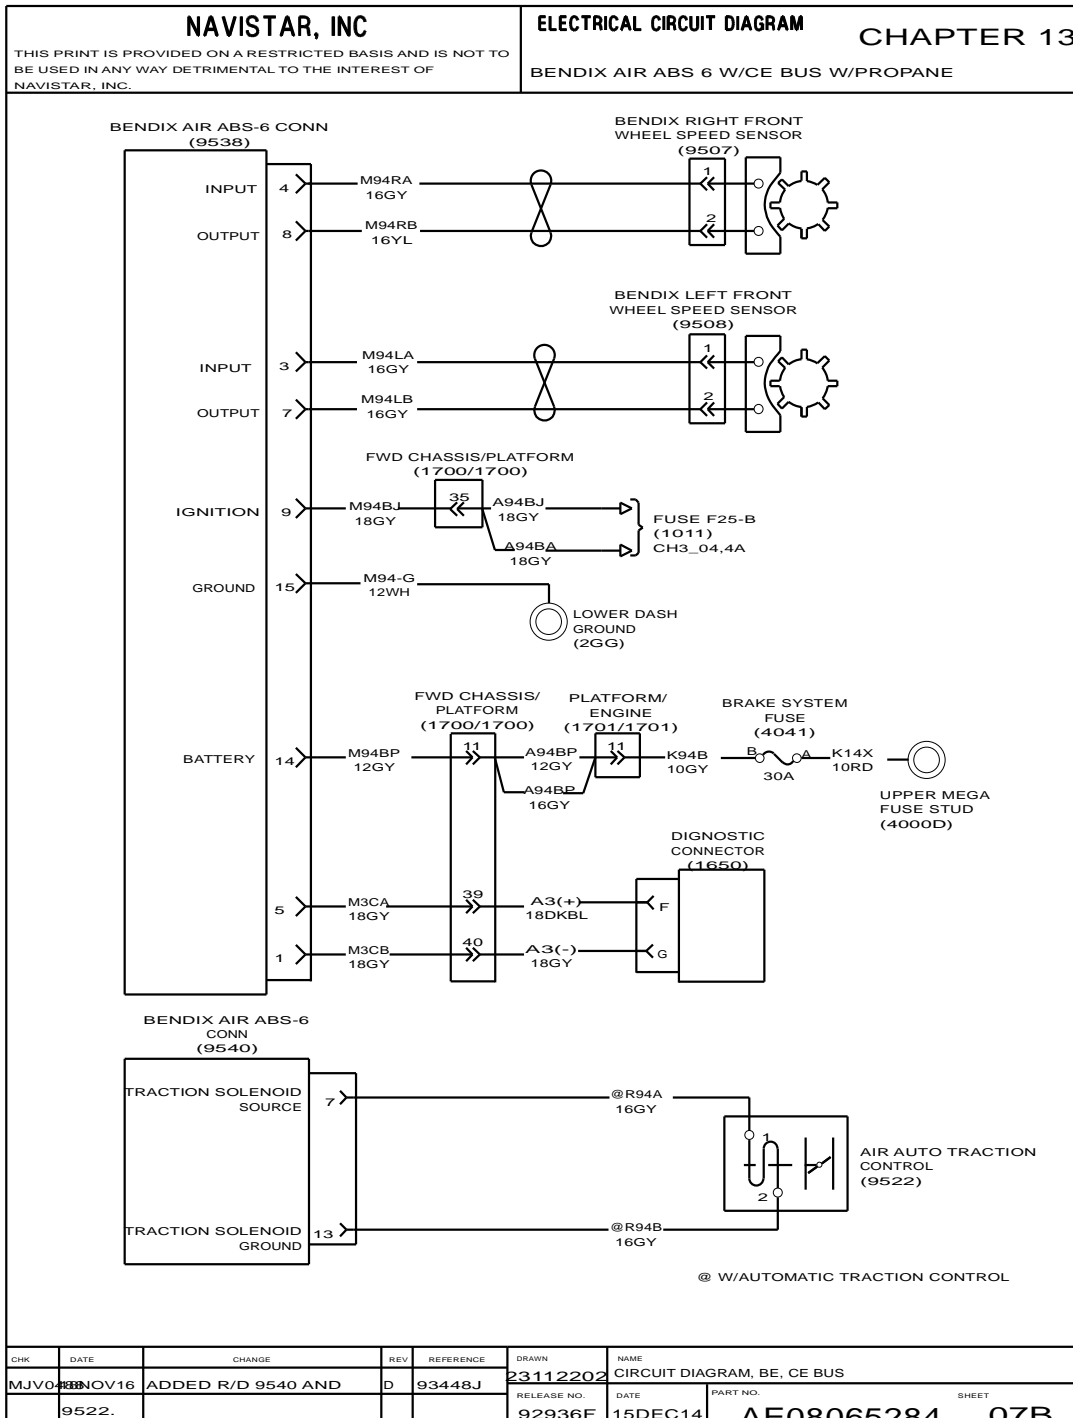 NAVISTAR, INC
THIS PRINT IS PROVIDED ON A RESTRICTED BASIS AND IS NOT TO
BE USED IN ANY WAY DETRIMENTAL TO THE INTEREST OF
NAVISTAR, INC.
ELECTRICAL CIRCUIT DIAGRAM
CHAPTER 13
BENDIX AIR ABS 6 W/CE BUS W/PROPANE
BENDIX AIR ABS-6 CONN
(9538)
BENDIX RIGHT FRONT
WHEEL SPEED SENSOR
(9507)
INPUT 4 M94RA 1
16GY
OUTPUT 8 M94RB 2
16YL
BENDIX LEFT FRONT
WHEEL SPEED SENSOR
(9508)
INPUT 3 M94LA 1
16GY
OUTPUT 7 M94LB 2
16GY
FWD CHASSIS/PLATFORM
(1700/1700)
IGNITION 9 M94BJ 35 A94BJ
18GY 18GY
A94BA
18GY
FUSE F25-B
(1011)
CH3_04,4A
GROUND 15 M94-G
12WH
LOWER DASH
GROUND
(2GG)
FWD CHASSIS/
PLATFORM
(1700/1700)
PLATFORM/
ENGINE
(1701/1701)
BRAKE SYSTEM
FUSE
(4041)
BATTERY 14 M94BP 11 A94BP 11 K94B B A K14X
12GY 12GY 10GY 30A 10RD
A94BP
16GY
UPPER MEGA
FUSE STUD
(4000D)
DIGNOSTIC
CONNECTOR
(1650)
5 M3CA 39 A3(+) F
18GY 18DKBL
1 M3CB 40 A3(-) G
18GY 18GY
BENDIX AIR ABS-6
CONN
(9540)
TRACTION SOLENOID
SOURCE
7 @R94A
16GY
1
2
AIR AUTO TRACTION
CONTROL
(9522)
TRACTION SOLENOID
GROUND
13 @R94B
16GY
@ W/AUTOMATIC TRACTION CONTROL
CHK DATE CHANGE REV REFERENCE DRAWN NAME
ADDED R/D 9540 AND D 93448J 23112202 CIRCUIT DIAGRAM, BE, CE BUS
9522.
RELEASE NO. DATE PART NO. SHEET
92936F 15DEC14 AE08065284 07B